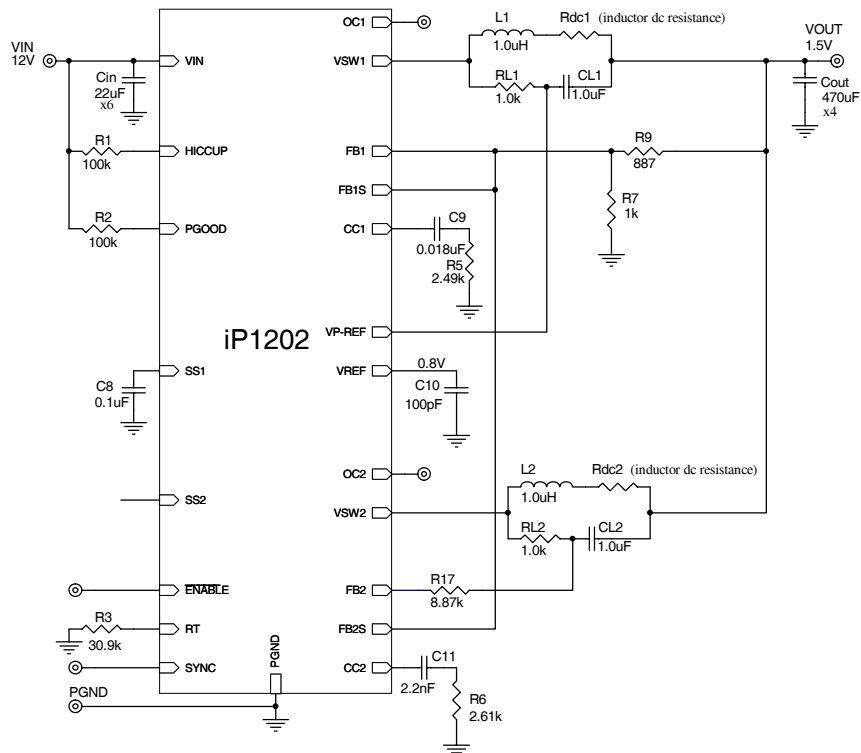 OC1
L1
Rdc1 (inductor dc resistance)
VIN
12V
VIN
VSW1
1.0uH
VOUT
1.5V
Cin
22uF
x6
RL1
1.0k
CL1
1.0uF
Cout
470uF
x4
R1
100k
HICCUP
FB1
R9
887
FB1S
R7
1k
R2
100k
PGOOD
CC1
C9
0.018uF
R5
2.49k
iP1202
VP-REF
C8
0.1uF
SS1
VREF
0.8V
C10
100pF
OC2
L2
Rdc2 (inductor dc resistance)
1.0uH
SS2
VSW2
RL2
1.0k
CL2
1.0uF
ENABLE
FB2
R17
8.87k
R3
30.9k
RT
FB2S
SYNC
PGND
CC2
C11
2.2nF
R6
2.61k
PGND